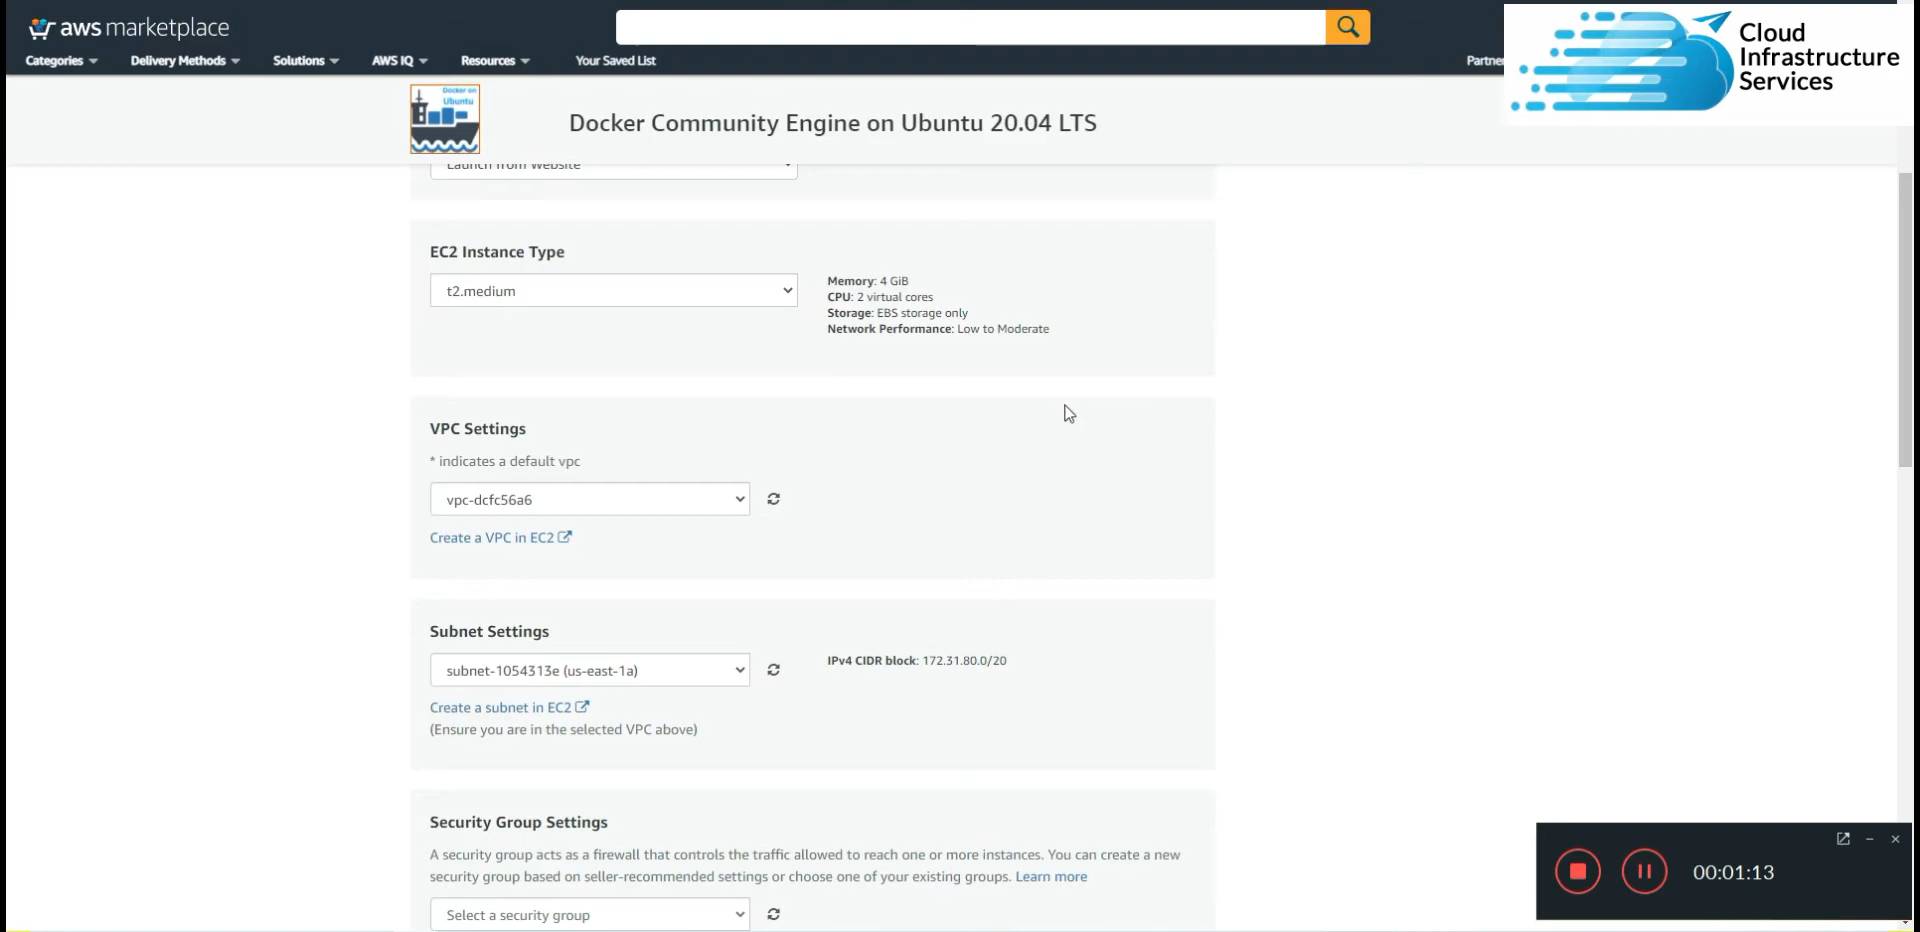 aws marketplace
Categories
Delivery Methods
Solutions
AWS IQ
Resources
Your Saved List
Partner
Cloud
Infrastructure
Services
Docker on
Ubuntu
Docker Community Engine on Ubuntu 20.04 LTS
Launch from Website
EC2 Instance Type
t2.medium
Memory: 4 GiB
CPU: 2 virtual cores
Storage: EBS storage only
Network Performance: Low to Moderate
VPC Settings
* indicates a default vpc
vpc-dcfc56a6
Create a VPC in EC2
Subnet Settings
subnet-1054313e (us-east-1a)
IPv4 CIDR block: 172.31.80.0/20
Create a subnet in EC2
(Ensure you are in the selected VPC above)
Security Group Settings
A security group acts as a firewall that controls the traffic allowed to reach one or more instances. You can create a new
security group based on seller-recommended settings or choose one of your existing groups. Learn more
Select a security group
00:01:13